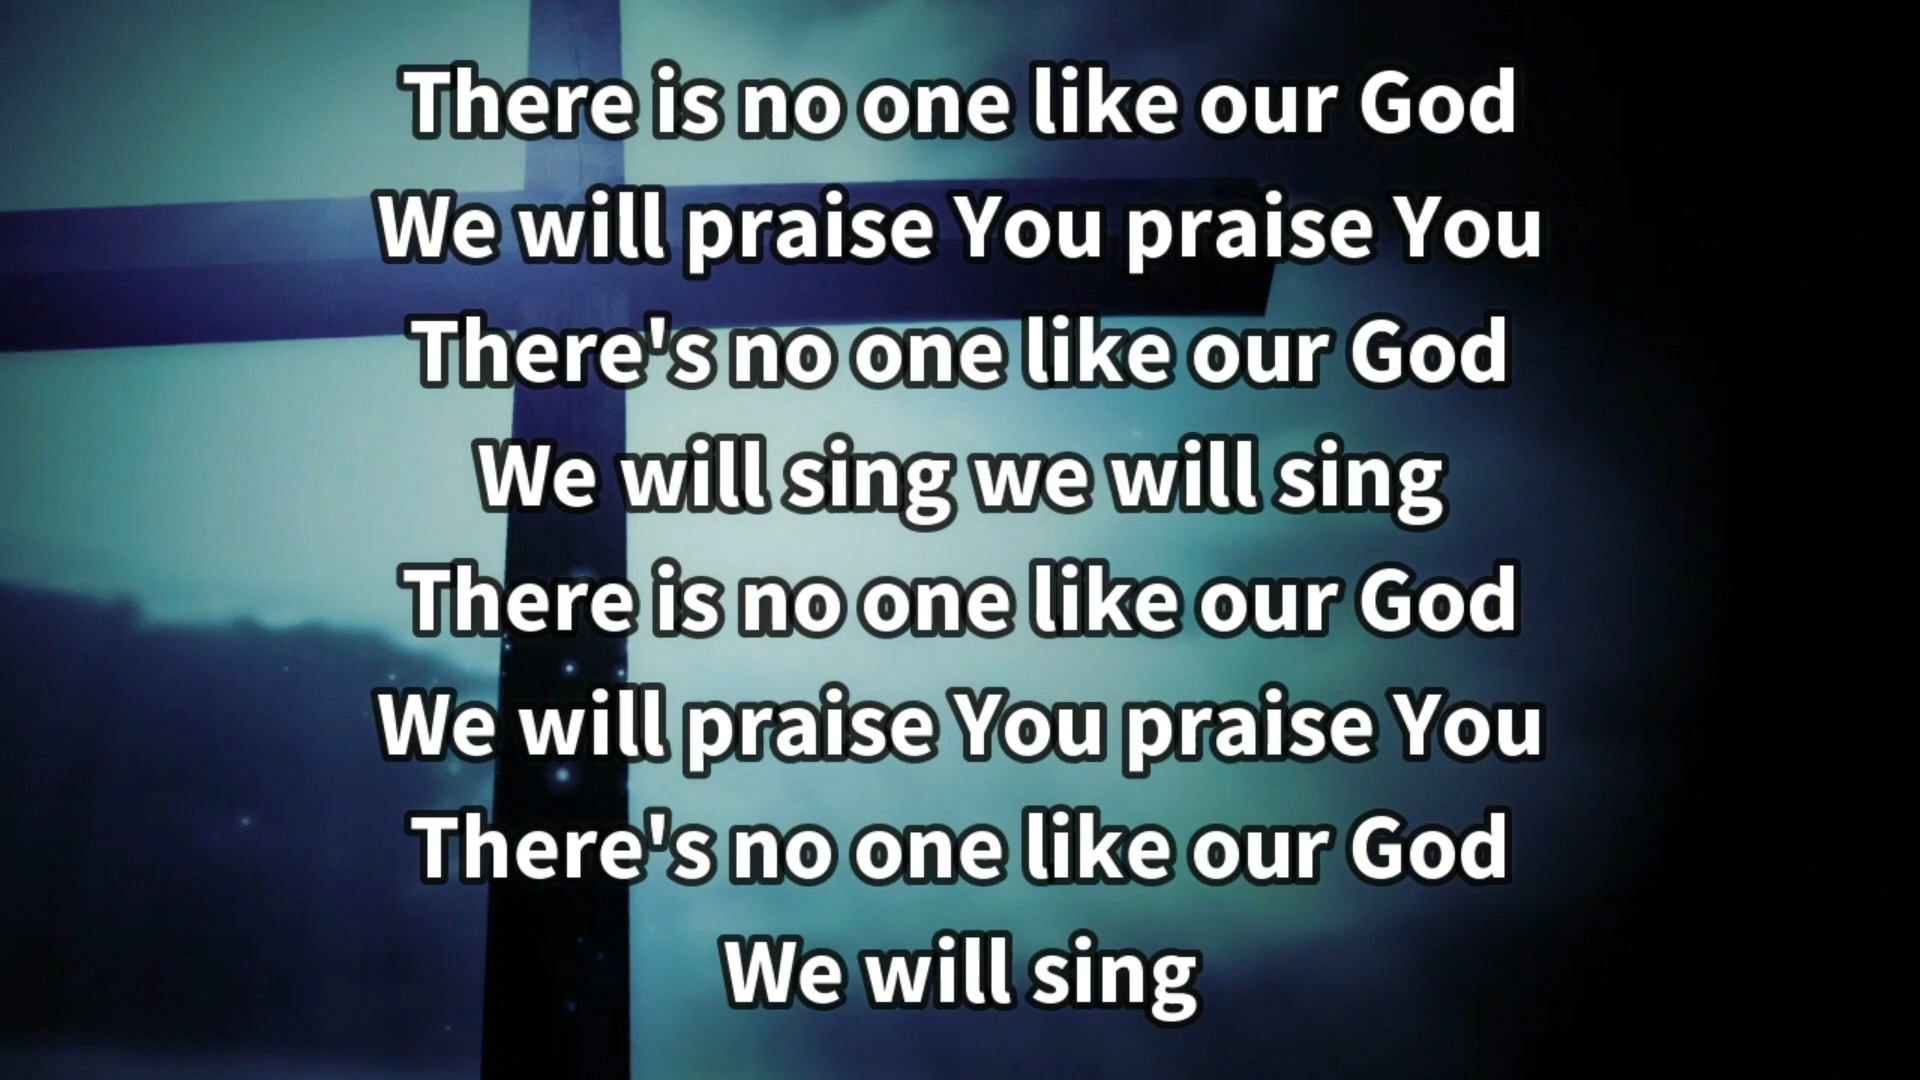 There is no one like our God
We will praise You praise You
There's no one like our God
We will sing we will sing
There is no one like our God
We will praise You praise You
There's no one like our God
We will sing